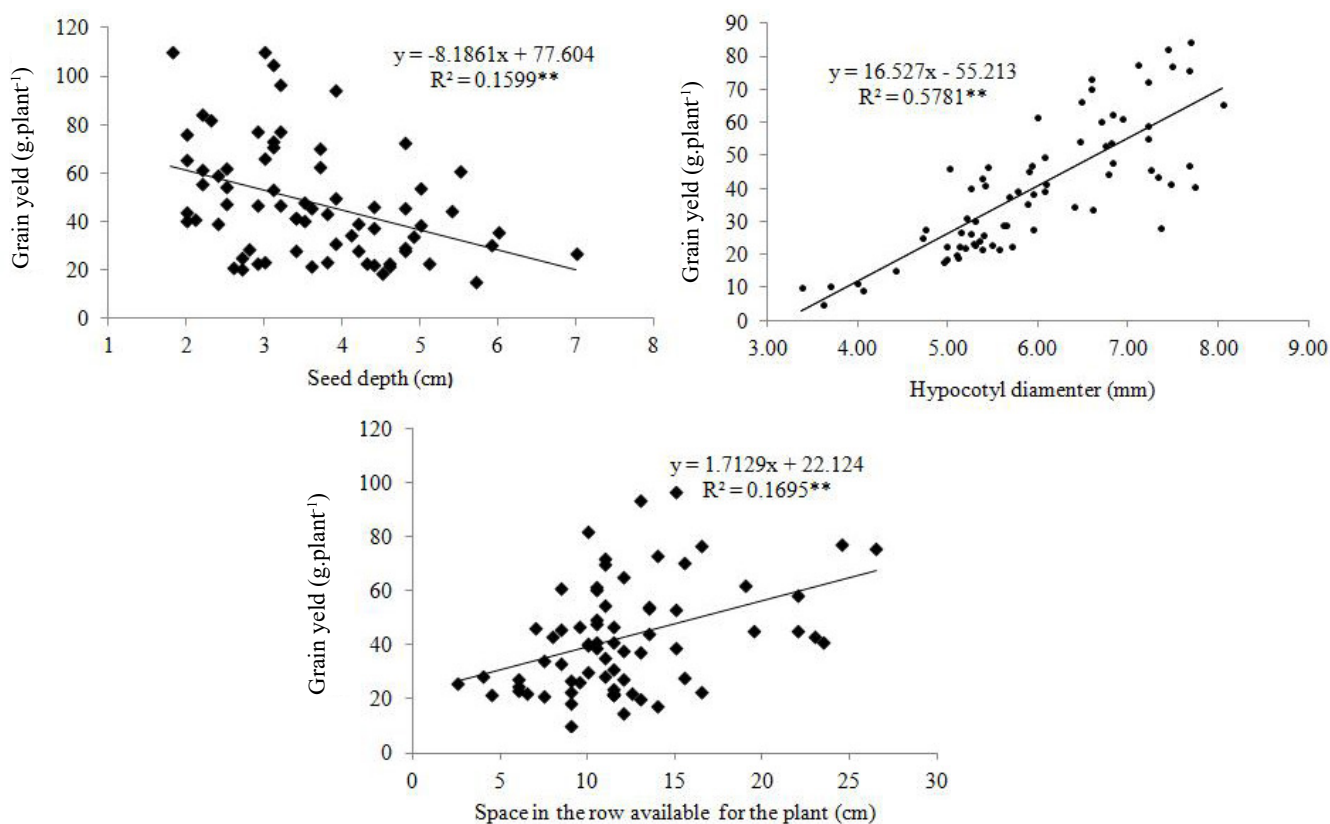 120
100
80
60
40
20
0
Grain yeld (g.plant⁻¹)
y = -8.1861x + 77.604
R² = 0.1599**
1 2 3 4 5 6 7 8
Seed depth (cm)
90
80
70
60
50
40
30
20
10
0
Grain yeld (g.plant⁻¹)
y = 16.527x - 55.213
R² = 0.5781**
3.00 4.00 5.00 6.00 7.00 8.00 9.00
Hypocotyl diamenter (mm)
120
100
80
60
40
20
0
Grain yeld (g.plant⁻¹)
y = 1.7129x + 22.124
R² = 0.1695**
0 5 10 15 20 25 30
Space in the row available for the plant (cm)